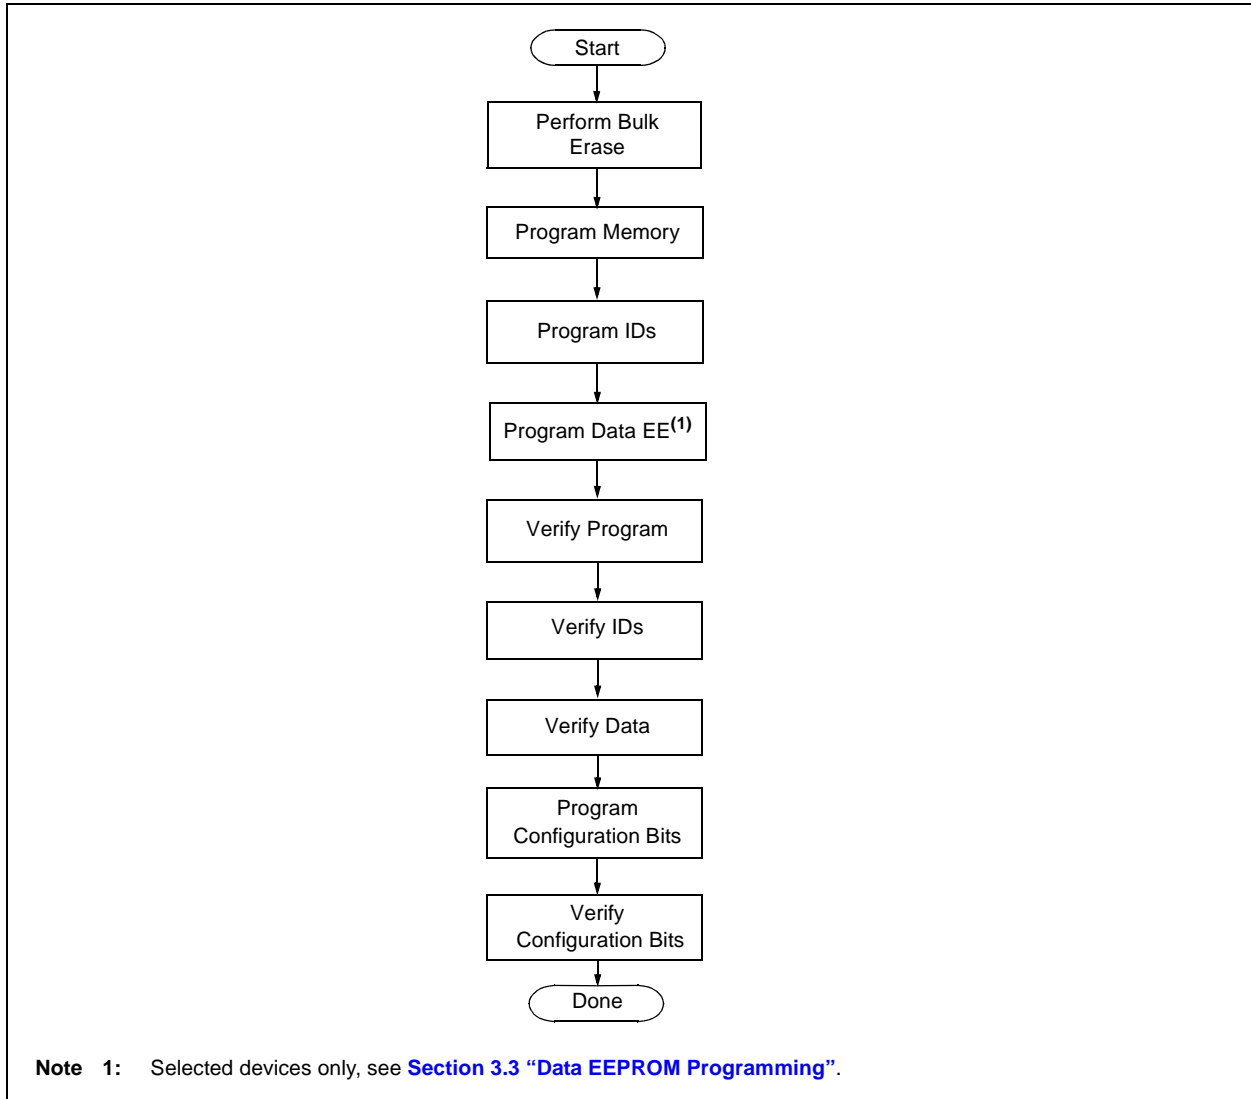 Start
Perform Bulk
Erase
Program Memory
Program IDs
Program Data EE(1)
Verify Program
Verify IDs
Verify Data
Program
Configuration Bits
Verify
Configuration Bits
Done
Note 1: Selected devices only, see Section 3.3 “Data EEPROM Programming”.